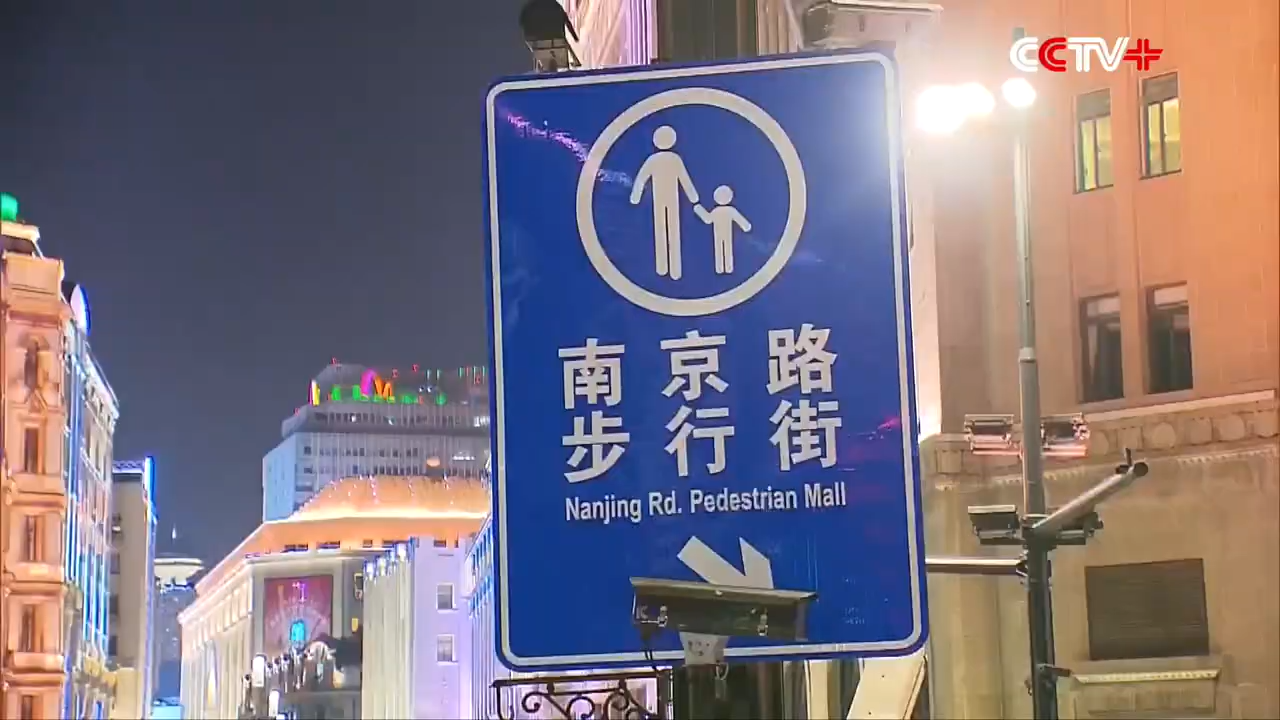 CCTV+
南京路
步行街
Nanjing Rd. Pedestrian Mall